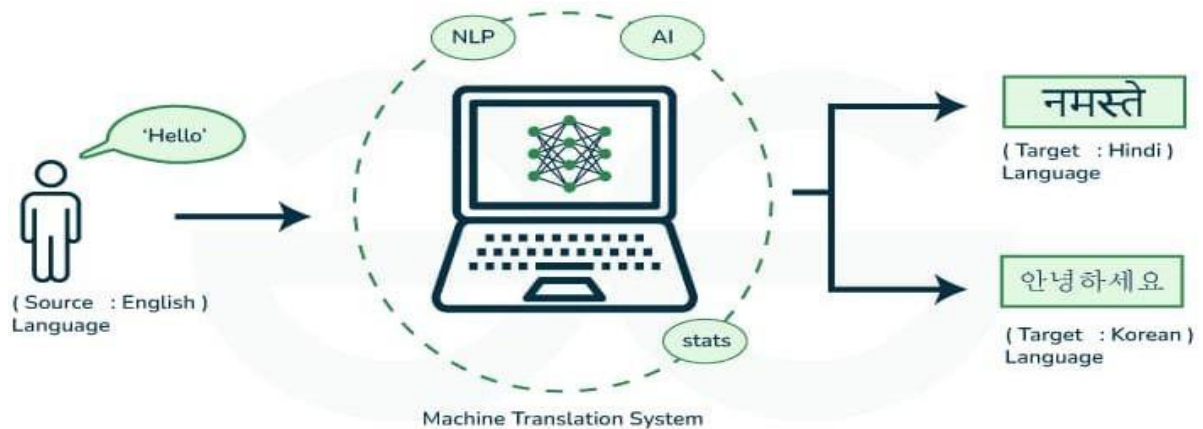 NLP
AI
'Hello'
नमस्ते
( Target : Hindi )
Language
( Source : English )
Language
안녕하세요
stats
( Target : Korean )
Language
Machine Translation System